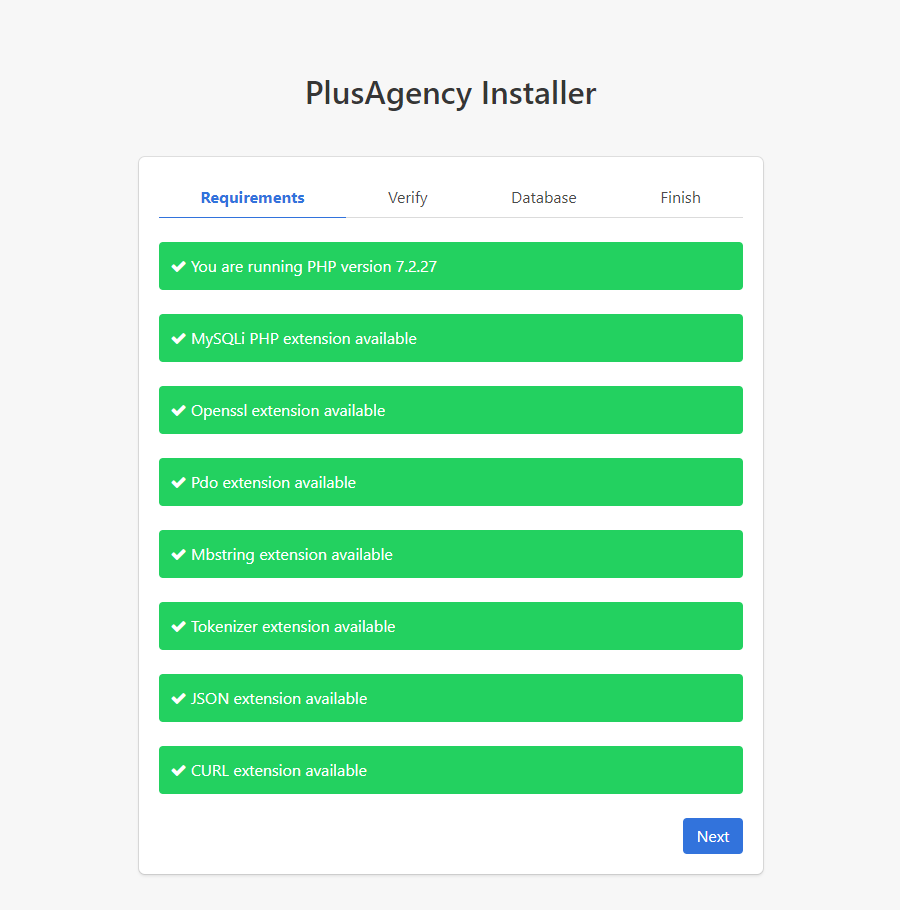 PlusAgency Installer
Requirements Verify Database Finish
You are running PHP version 7.2.27
MySQLi PHP extension available
Openssl extension available
Pdo extension available
Mbstring extension available
Tokenizer extension available
JSON extension available
CURL extension available
Next